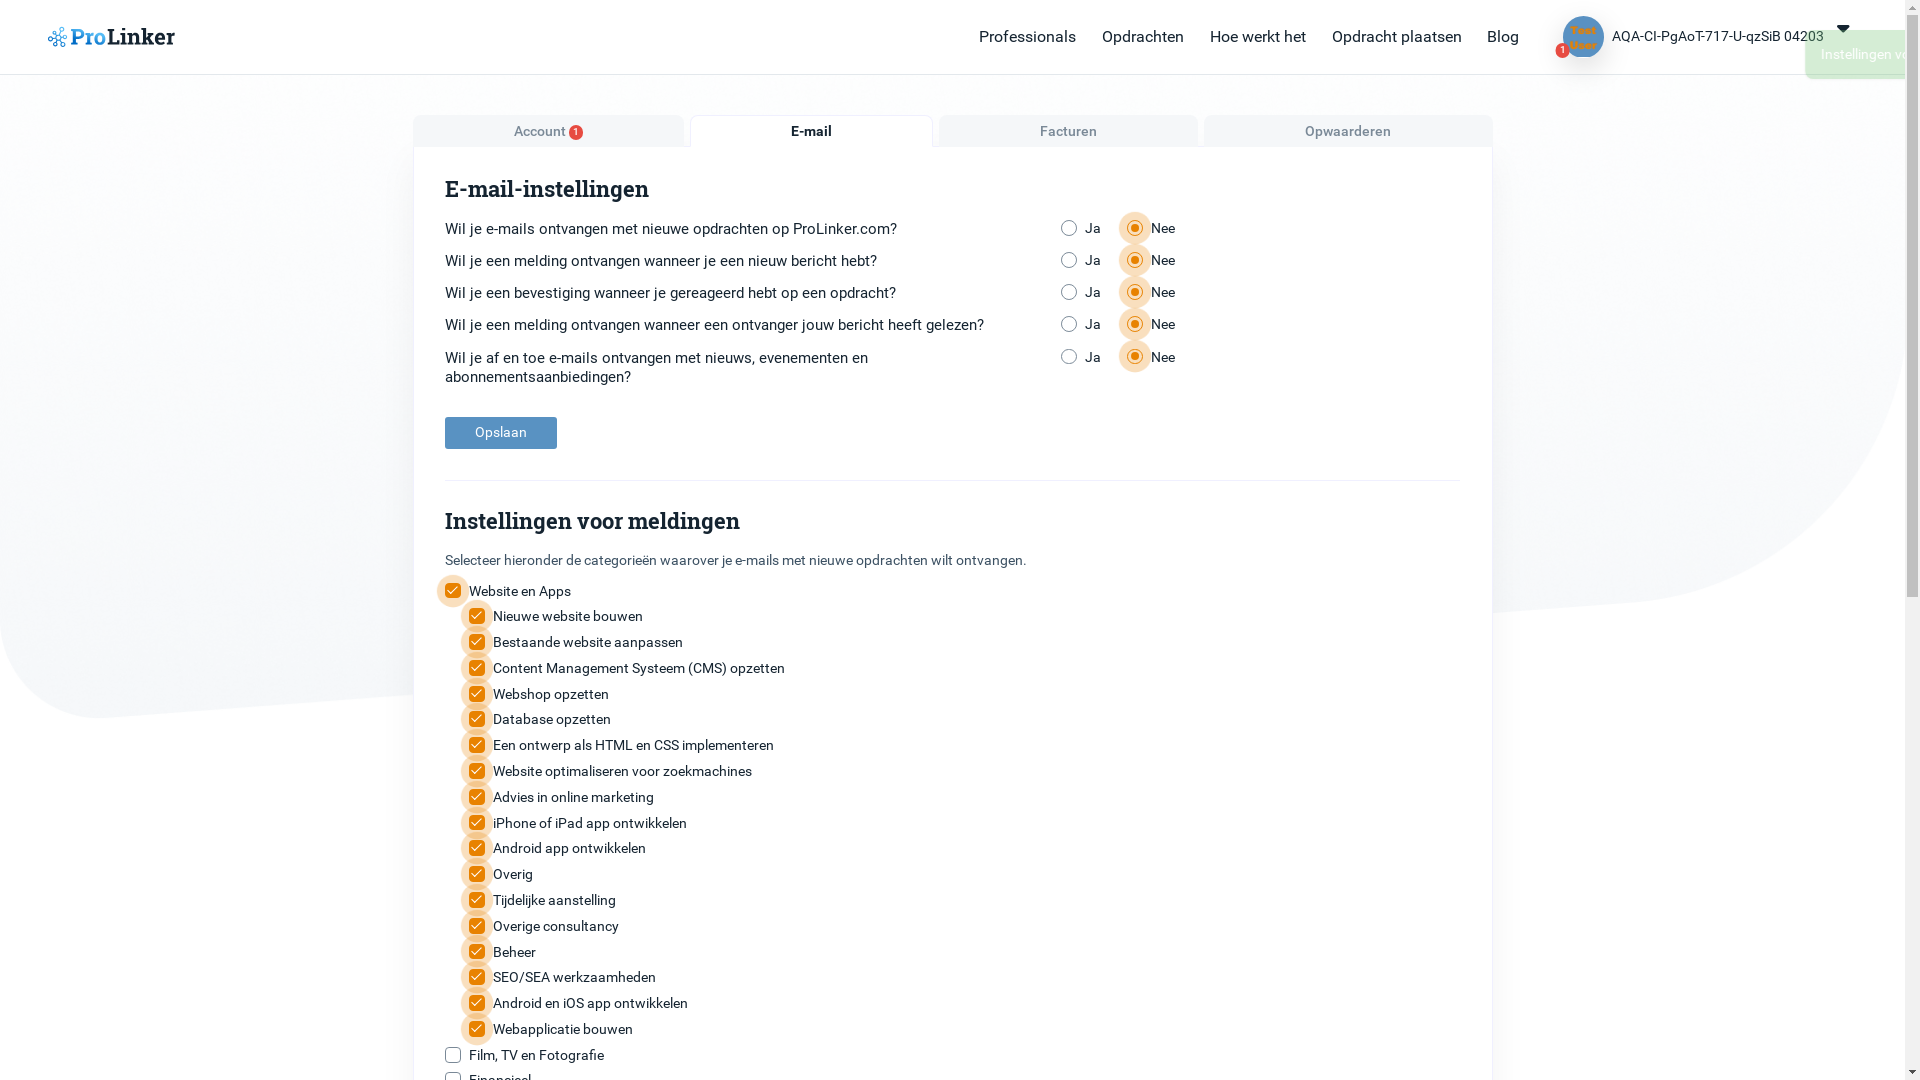 ProLinker
Professionals Opdrachten Hoe werkt het Opdracht plaatsen Blog
Test
User
1
AQA-CI-PgAoT-717-U-qzSiB 04203
Instellingen
Account 1
E-mail
Facturen
Opwaarderen
E-mail-instellingen
Wil je e-mails ontvangen met nieuwe opdrachten op ProLinker.com? Ja Nee
Wil je een melding ontvangen wanneer je een nieuw bericht hebt? Ja Nee
Wil je een bevestiging wanneer je gereageerd hebt op een opdracht? Ja Nee
Wil je een melding ontvangen wanneer een ontvanger jouw bericht heeft gelezen? Ja Nee
Wil je af en toe e-mails ontvangen met nieuws, evenementen en Ja Nee
abonnementsaanbiedingen?
Opslaan
Instellingen voor meldingen
Selecteer hieronder de categorieën waarover je e-mails met nieuwe opdrachten wilt ontvangen.
Website en Apps
Nieuwe website bouwen
Bestaande website aanpassen
Content Management Systeem (CMS) opzetten
Webshop opzetten
Database opzetten
Een ontwerp als HTML en CSS implementeren
Website optimaliseren voor zoekmachines
Advies in online marketing
iPhone of iPad app ontwikkelen
Android app ontwikkelen
Overig
Tijdelijke aanstelling
Overige consultancy
Beheer
SEO/SEA werkzaamheden
Android en iOS app ontwikkelen
Webapplicatie bouwen
Film, TV en Fotografie
Financieel